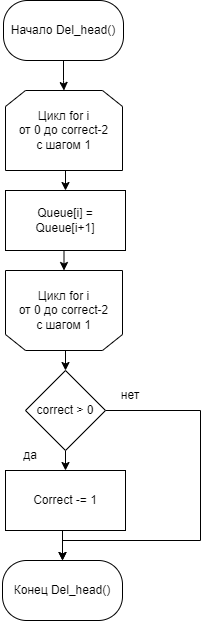 Начало Del_head()
Цикл for i
от 0 до correct-2
с шагом 1
Queue[i] =
Queue[i+1]
Цикл for i
от 0 до correct-2
с шагом 1
correct > 0
нет
да
Correct -= 1
Конец Del_head()